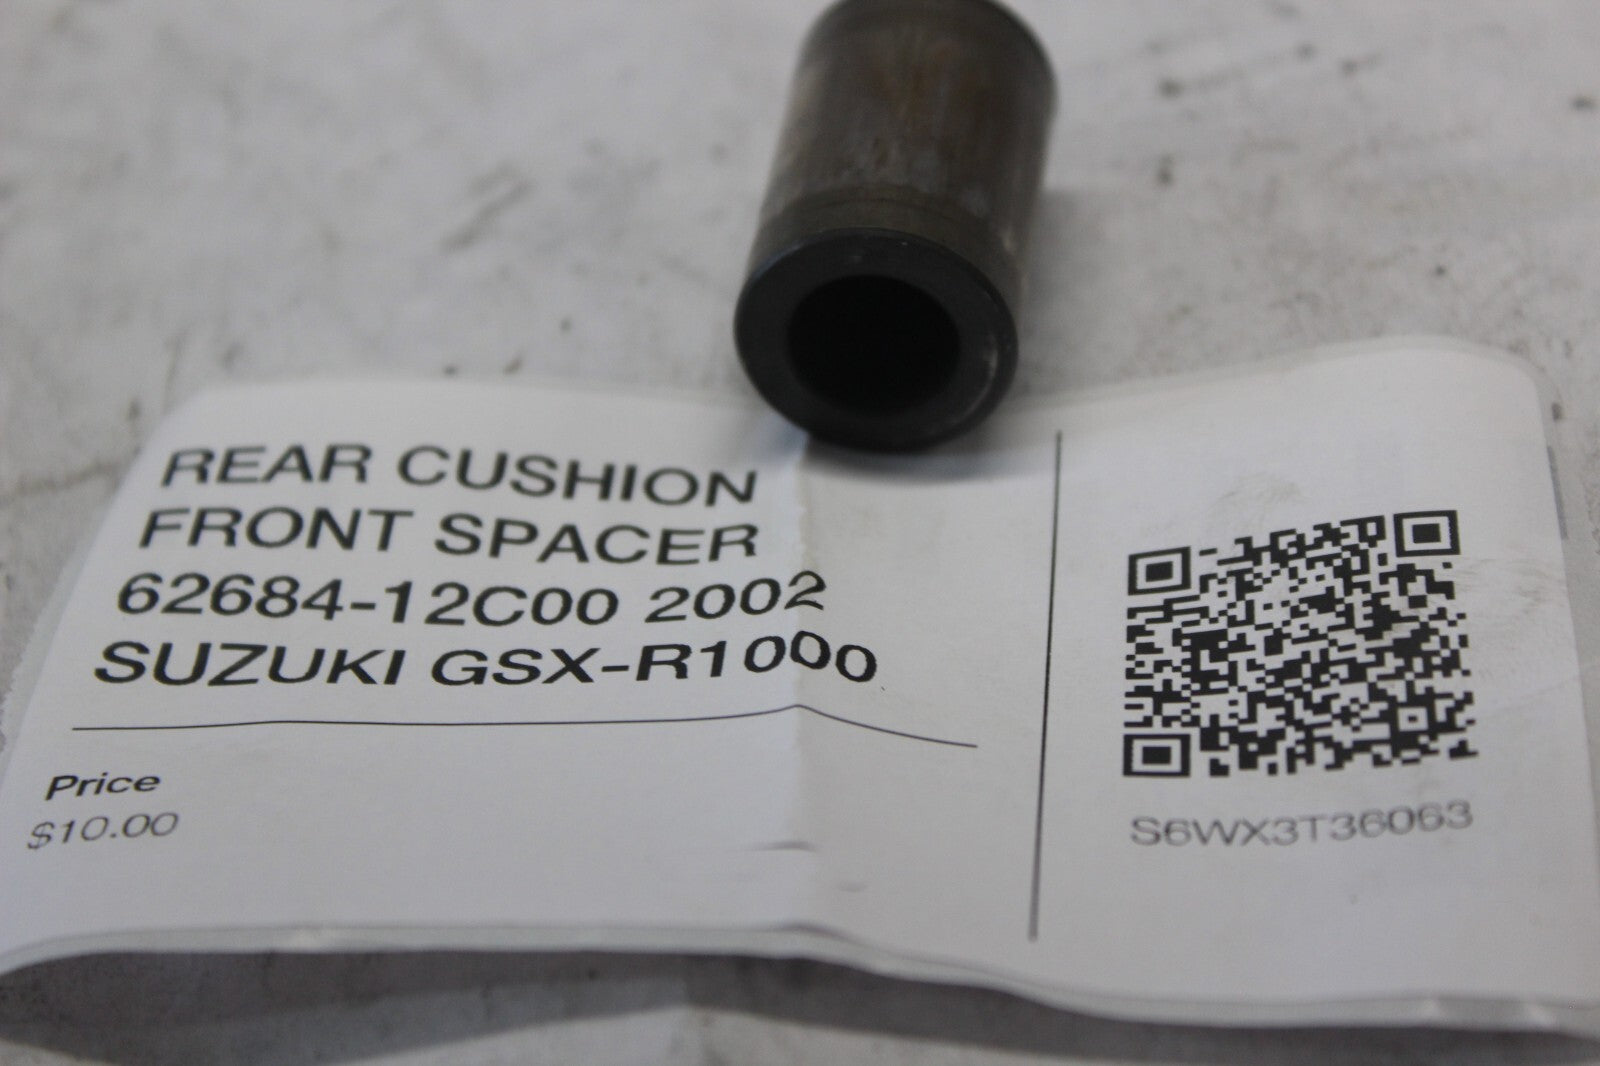 REAR CUSHION
FRONT SPACER
62684-12C00 2002
SUZUKI GSX-R1000
Price
$10.00
S6WX3T36063